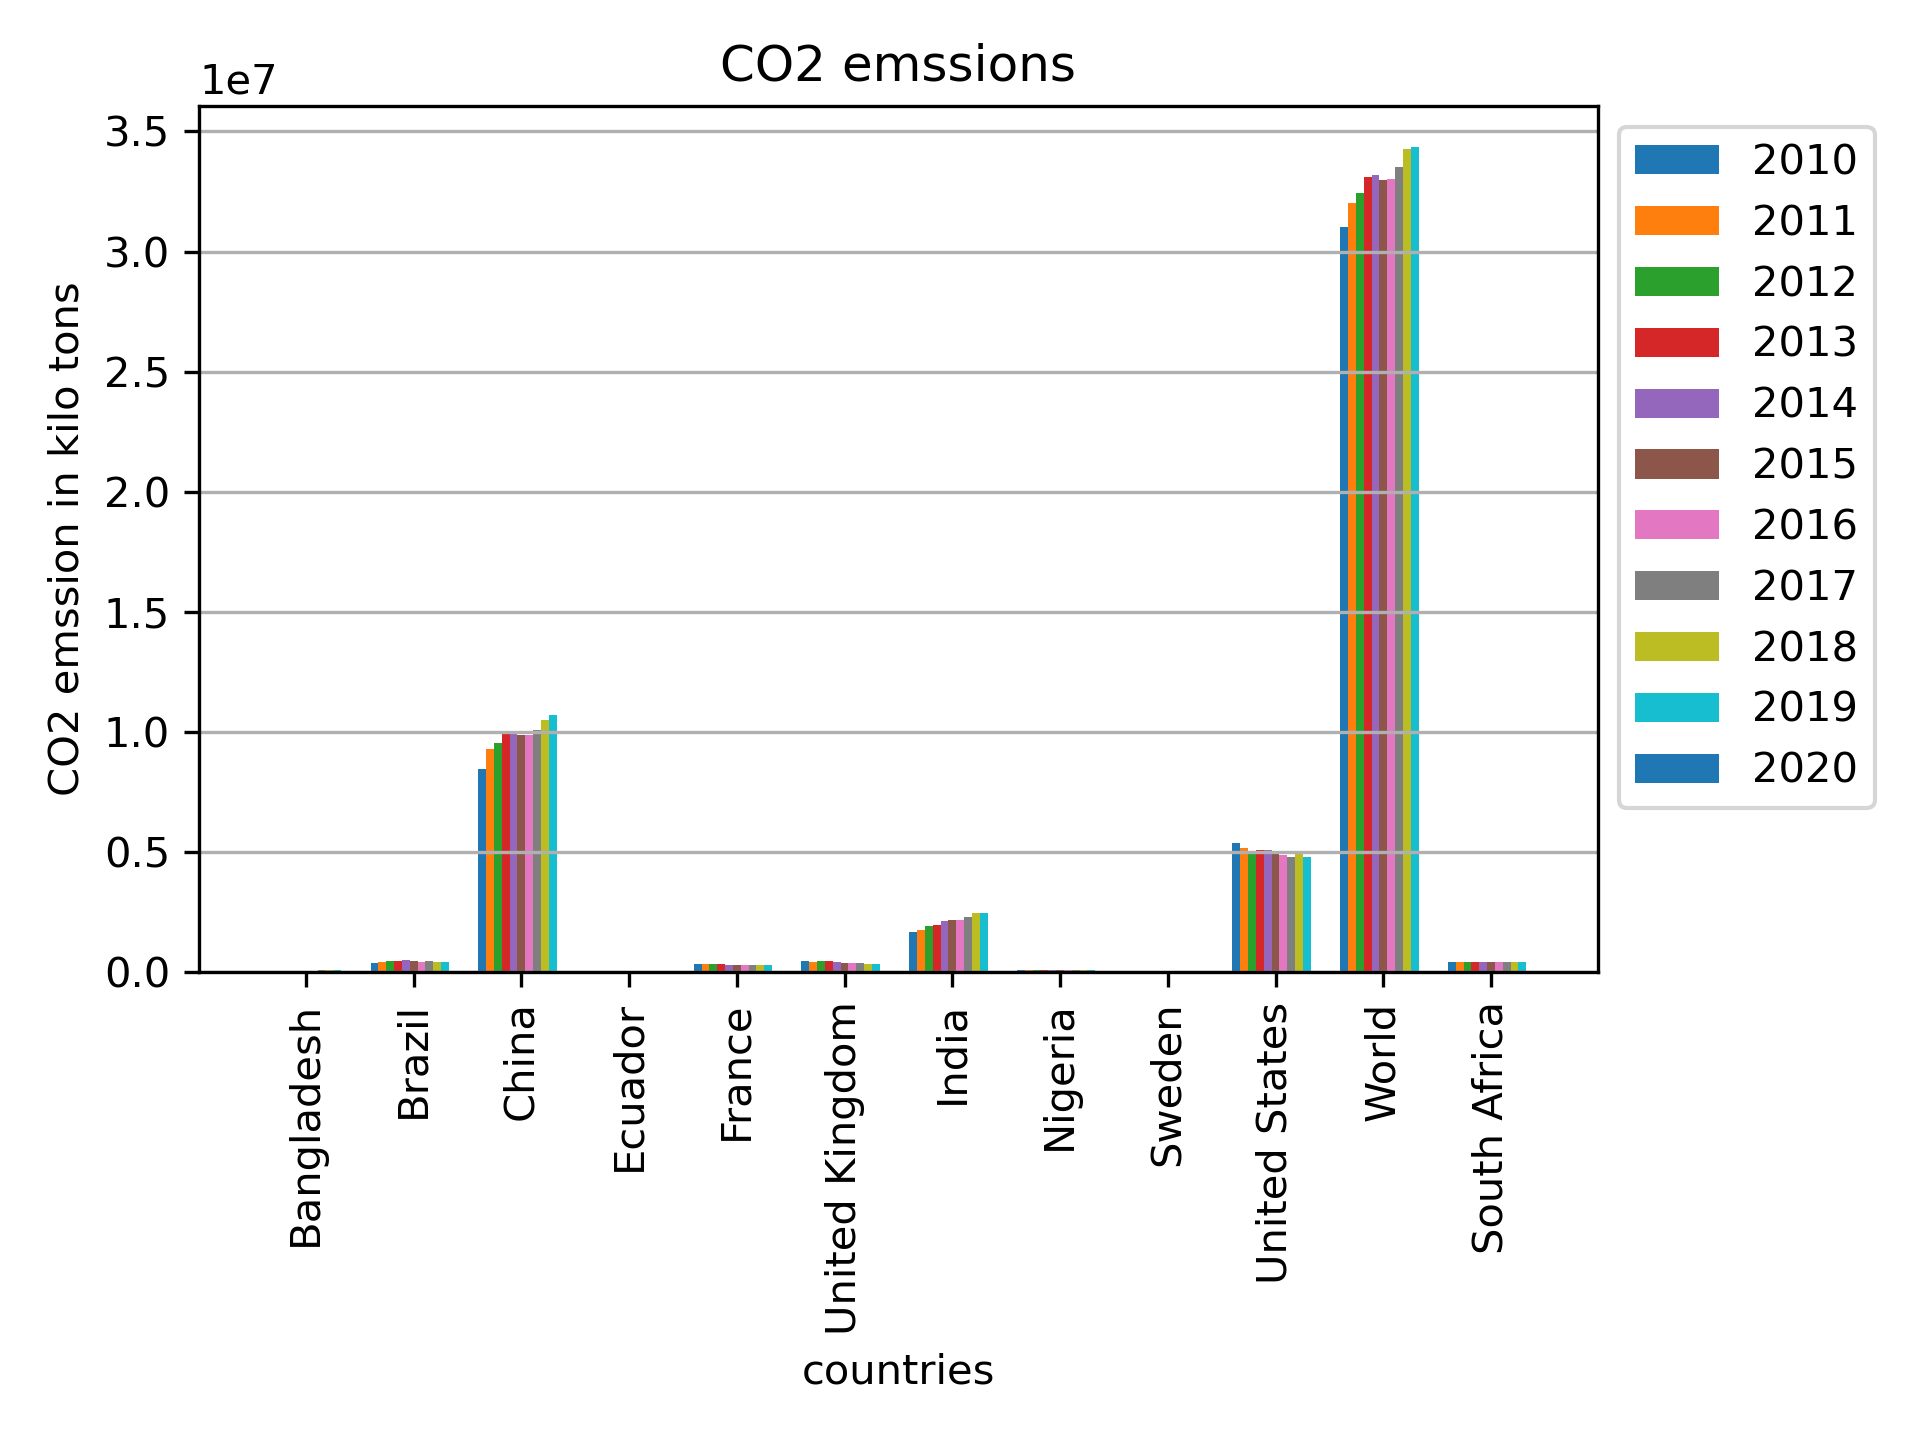 CO2 emssions
1e7
3.5
3.0
2.5
2.0
1.5
1.0
0.5
0.0
CO2 emssion in kilo tons
Bangladesh
Brazil
China
Ecuador
France
United Kingdom
India
Nigeria
Sweden
United States
World
South Africa
countries
2010
2011
2012
2013
2014
2015
2016
2017
2018
2019
2020